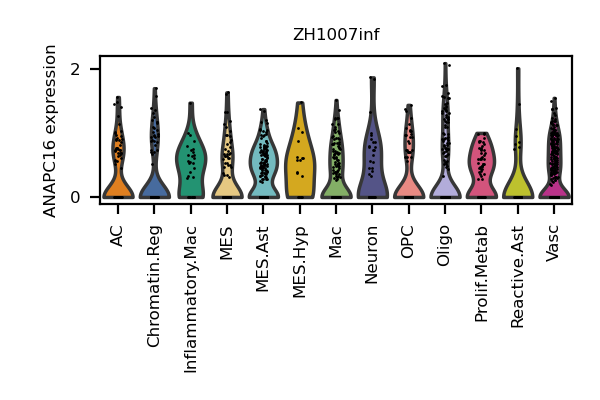 ZH1007inf
ANAPC16 expression
2
0
AC
Chromatin.Reg
Inflammatory.Mac
MES
MES.Ast
MES.Hyp
Mac
Neuron
OPC
Oligo
Prolif.Metab
Reactive.Ast
Vasc